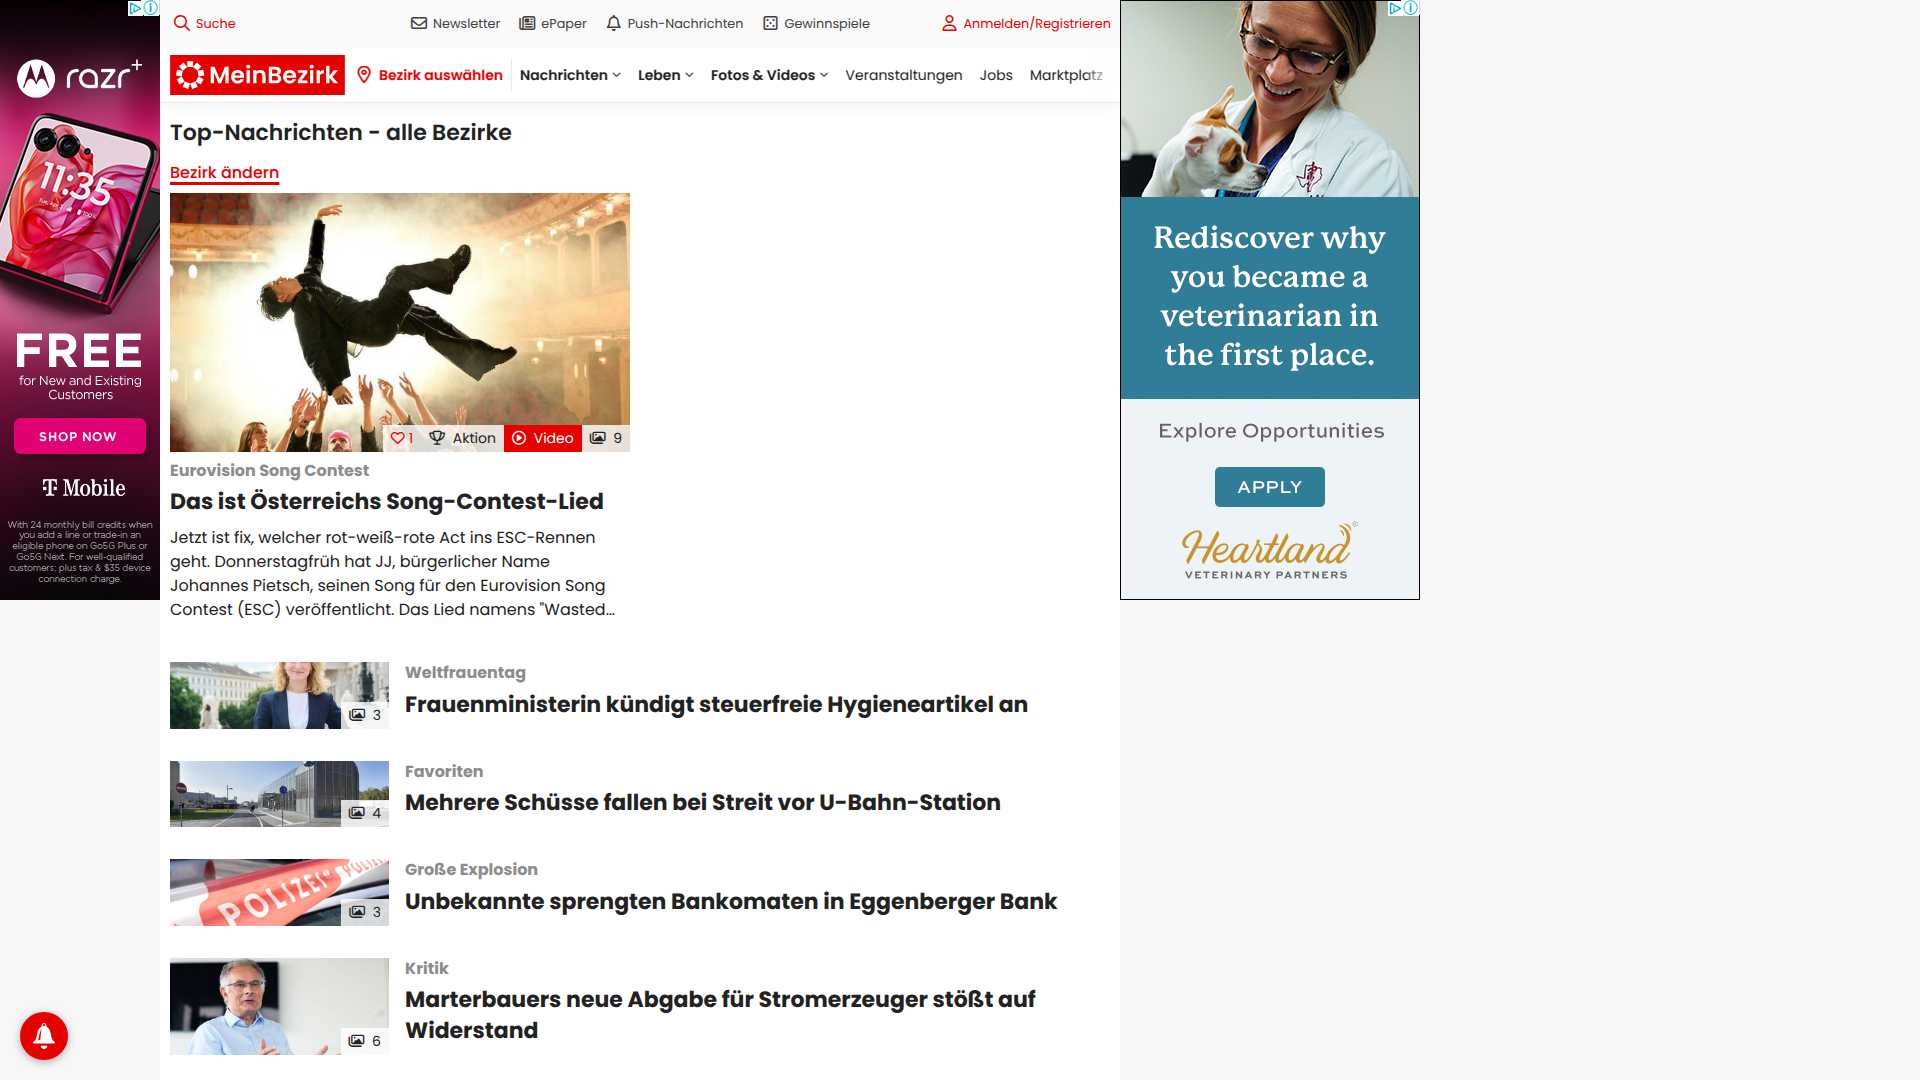 razr+
11:35
FREE
for New and Existing
Customers
SHOP NOW
T Mobile
With 24 monthly bill credits when
you add a line or trade-in an
eligible phone on Go5G Plus or
Go5G Next. For well-qualified
customers; plus tax & $35 device
connection charge.
Suche
Newsletter
ePaper
Push-Nachrichten
Gewinnspiele
Anmelden/Registrieren
MeinBezirk
Bezirk auswählen
Nachrichten
Leben
Fotos & Videos
Veranstaltungen
Jobs
Marktplatz
Top-Nachrichten - alle Bezirke
Bezirk ändern
1
Aktion
Video
9
Eurovision Song Contest
Das ist Österreichs Song-Contest-Lied
Jetzt ist fix, welcher rot-weiß-rote Act ins ESC-Rennen
geht. Donnerstagfrüh hat JJ, bürgerlicher Name
Johannes Pietsch, seinen Song für den Eurovision Song
Contest (ESC) veröffentlicht. Das Lied namens "Wasted...
3
Weltfrauentag
Frauenministerin kündigt steuerfreie Hygieneartikel an
4
Favoriten
Mehrere Schüsse fallen bei Streit vor U-Bahn-Station
POLIZEI POLIZEI
3
Große Explosion
Unbekannte sprengten Bankomaten in Eggenberger Bank
6
Kritik
Marterbauers neue Abgabe für Stromerzeuger stößt auf
Widerstand
Rediscover why
you became a
veterinarian in
the first place.
Explore Opportunities
APPLY
Heartland®
VETERINARY PARTNERS